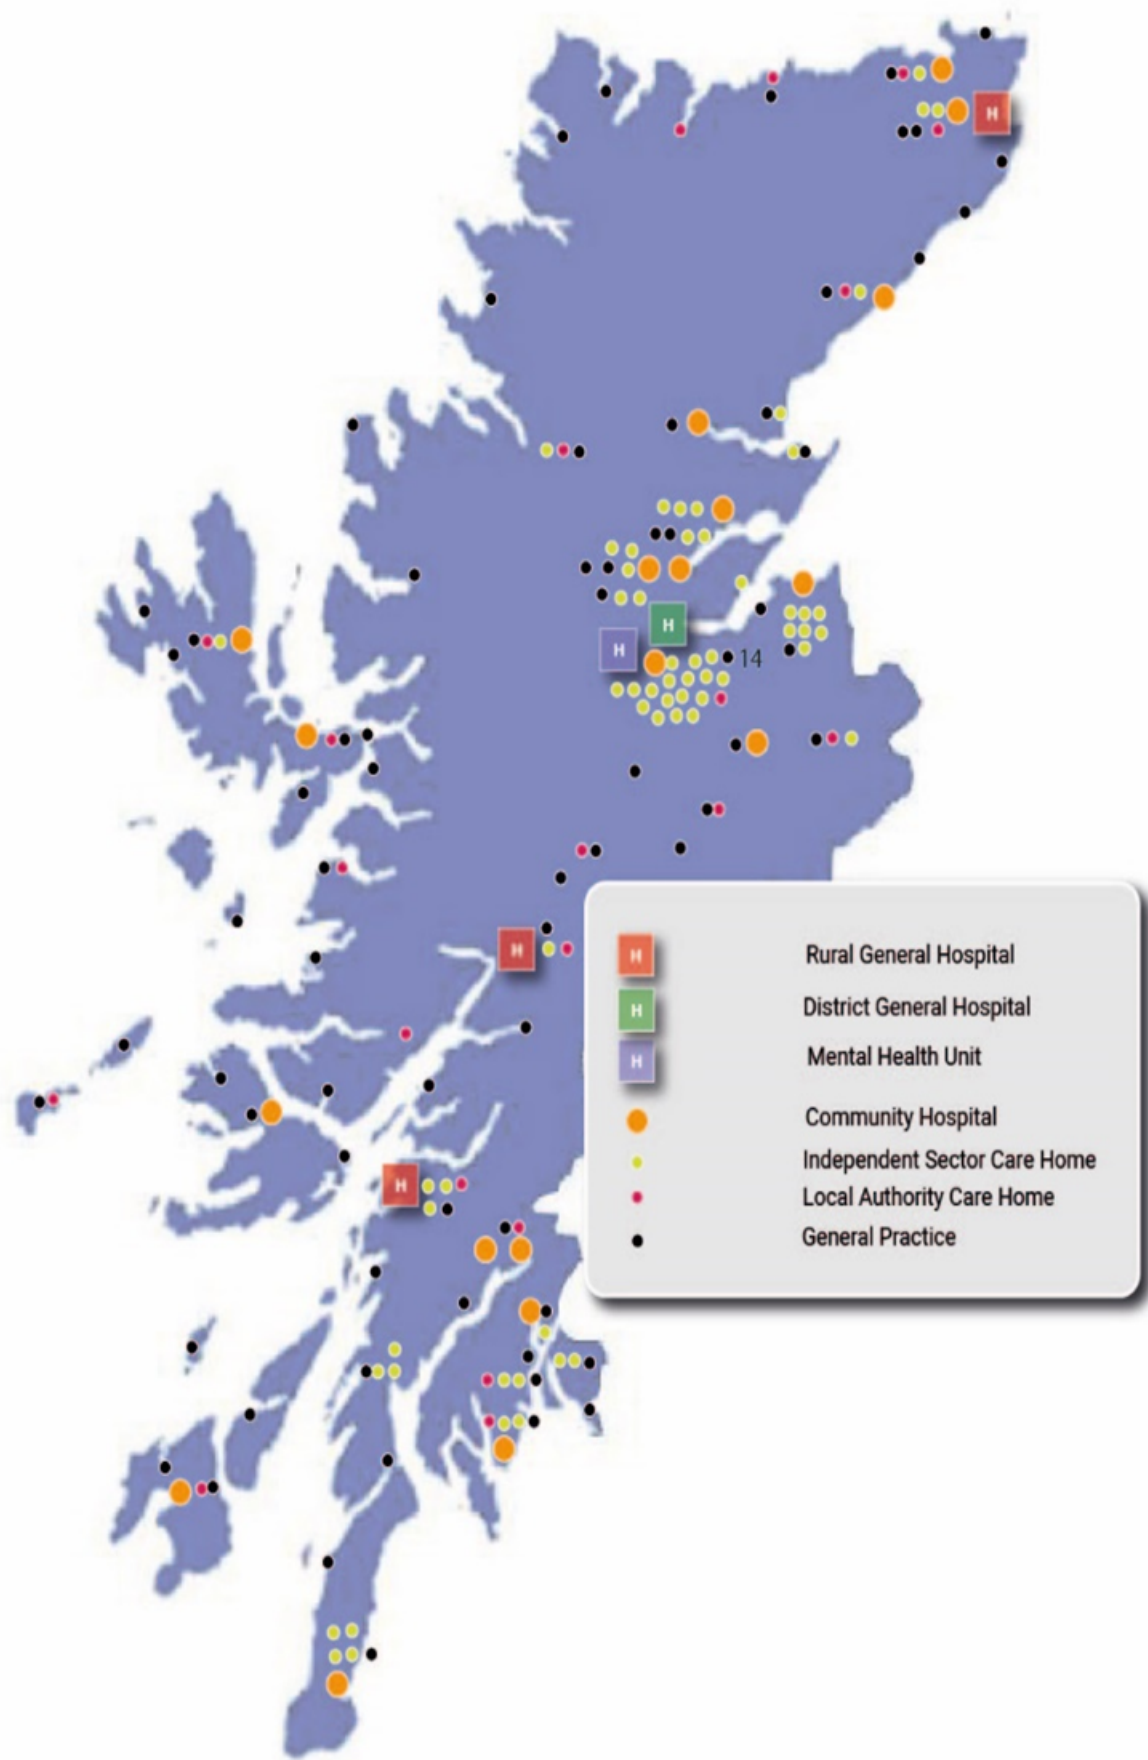 H
H
H
14
H
H
H Rural General Hospital
H District General Hospital
H Mental Health Unit
Community Hospital
Independent Sector Care Home
Local Authority Care Home
General Practice